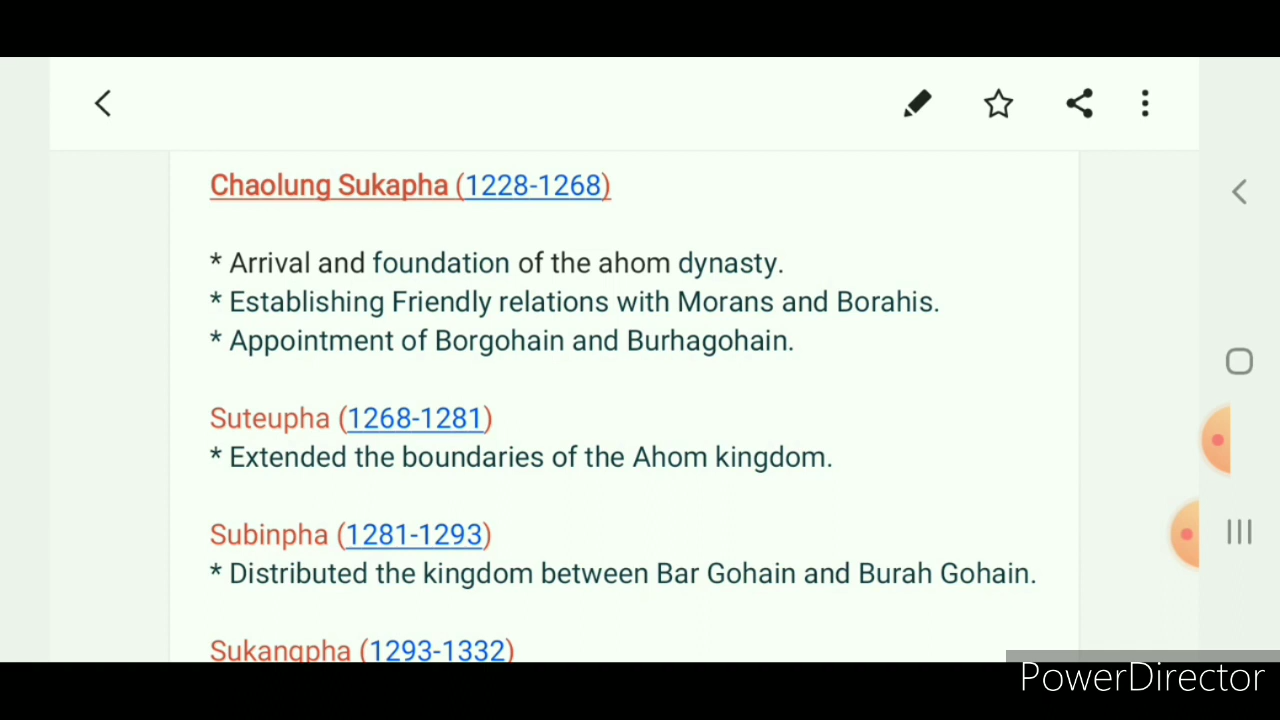 Chaolung Sukapha (1228-1268)
* Arrival and foundation of the ahom dynasty.
* Establishing Friendly relations with Morans and Borahis.
* Appointment of Borgohain and Burhagohain.
Suteupha (1268-1281)
* Extended the boundaries of the Ahom kingdom.
Subinpha (1281-1293)
* Distributed the kingdom between Bar Gohain and Burah Gohain.
Sukangpha (1293-1332)
PowerDirector